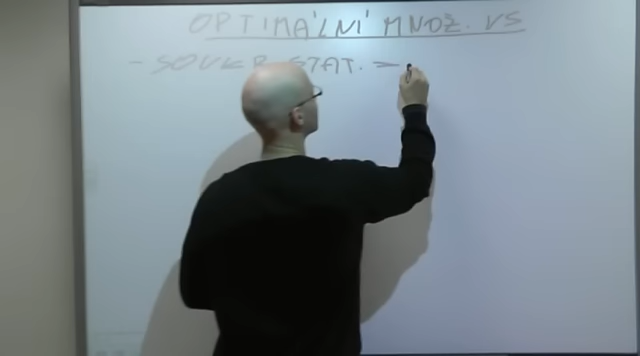 OPTIMÁLNÍ MNOŽ. VS
- SOUKR. STAT. -